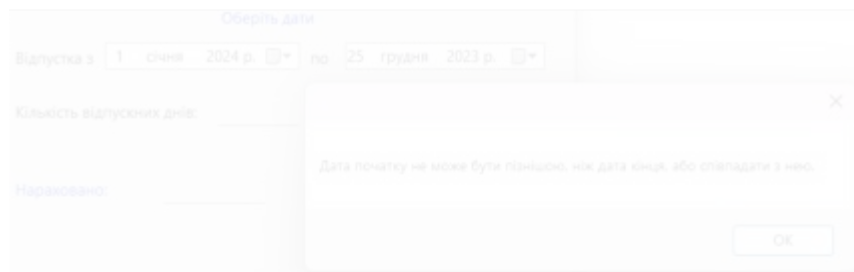 Оберіть дати
Відпустка з 1 січня 2024 р. по 25 грудня 2023 р.
Кількість відпускних днів:
Дата початку не може бути пізнішою, ніж дата кінця, або співпадати з нею.
Нараховано:
OK